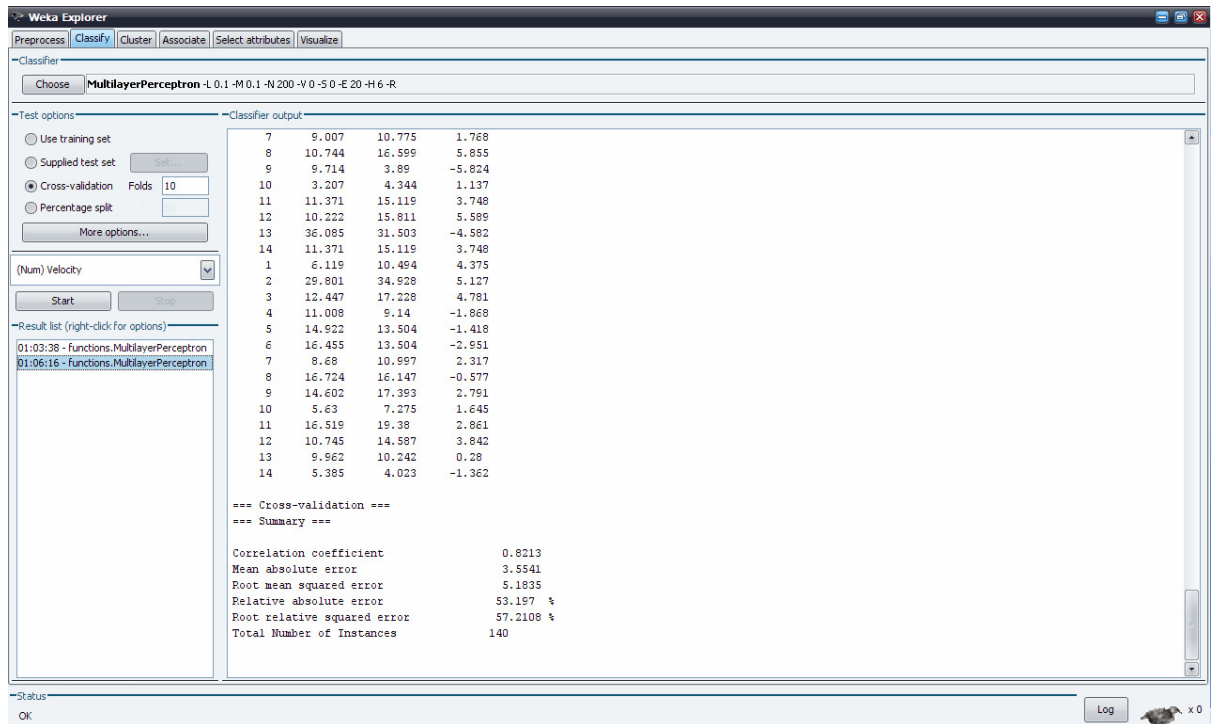 Weka Explorer
Preprocess Classify Cluster Associate Select attributes Visualize
Classifier
Choose MultilayerPerceptron -L 0.1 -M 0.1 -N 200 -V 0 -S 0 -E 20 -H 6 -R
Test options
Use training set
Supplied test set Set...
Cross-validation Folds 10
Percentage split
More options...
(Num) Velocity
Start Stop
Result list (right-click for options)
01:03:38 - functions.MultilayerPerceptron
01:06:16 - functions.MultilayerPerceptron
Classifier output
7 9.007 10.775 1.768
8 10.744 16.599 5.855
9 9.714 3.89 -5.824
10 3.207 4.344 1.137
11 11.371 15.119 3.748
12 10.222 15.811 5.589
13 36.085 31.503 -4.582
14 11.371 15.119 3.748
1 6.119 10.494 4.375
2 29.801 34.928 5.127
3 12.447 17.228 4.781
4 11.008 9.14 -1.868
5 14.922 13.504 -1.418
6 16.455 13.504 -2.951
7 8.68 10.997 2.317
8 16.724 16.147 -0.577
9 14.602 17.393 2.791
10 5.63 7.275 1.645
11 16.519 19.38 2.861
12 10.745 14.587 3.842
13 9.962 10.242 0.28
14 5.385 4.023 -1.362
=== Cross-validation ===
=== Summary ===
Correlation coefficient 0.8213
Mean absolute error 3.5541
Root mean squared error 5.1835
Relative absolute error 53.197 %
Root relative squared error 57.2108 %
Total Number of Instances 140
Status
OK
Log x 0